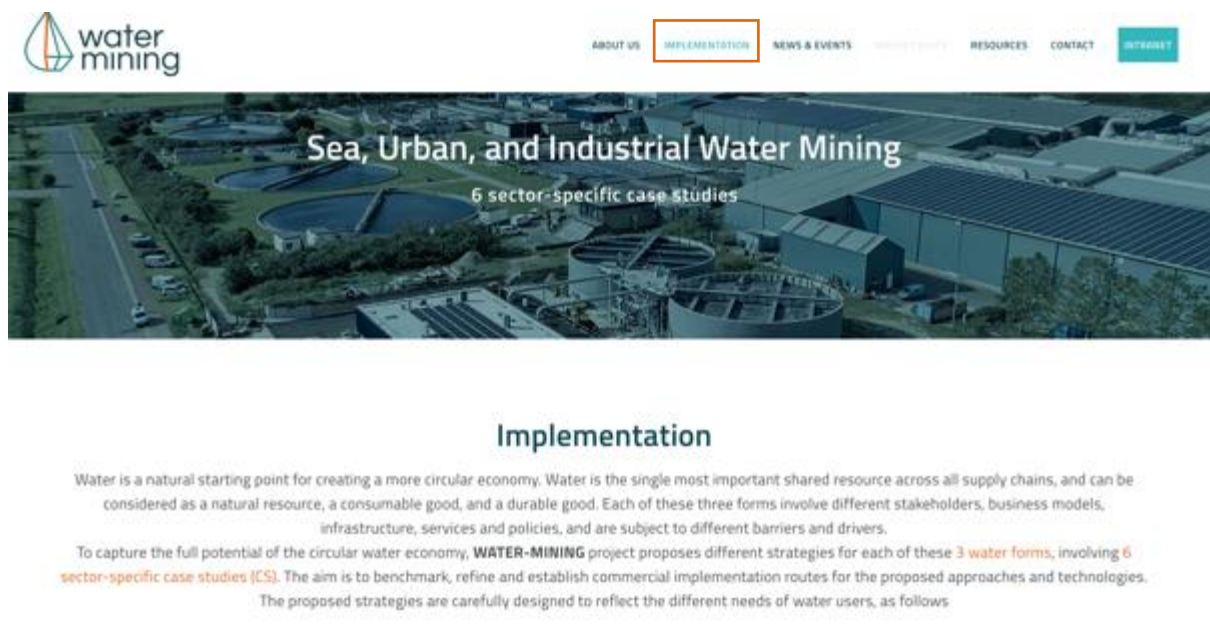 water
mining
ABOUT US IMPLEMENTATION NEWS & EVENTS RESOURCES CONTACT INTRANET
Sea, Urban, and Industrial Water Mining
6 sector-specific case studies
Implementation
Water is a natural starting point for creating a more circular economy. Water is the single most important shared resource across all supply chains, and can be
considered as a natural resource, a consumable good, and a durable good. Each of these three forms involve different stakeholders, business models,
infrastructure, services and policies, and are subject to different barriers and drivers.
To capture the full potential of the circular water economy, WATER-MINING project proposes different strategies for each of these 3 water forms, involving 6
sector-specific case studies (CS). The aim is to benchmark, refine and establish commercial implementation routes for the proposed approaches and technologies.
The proposed strategies are carefully designed to reflect the different needs of water users, as follows